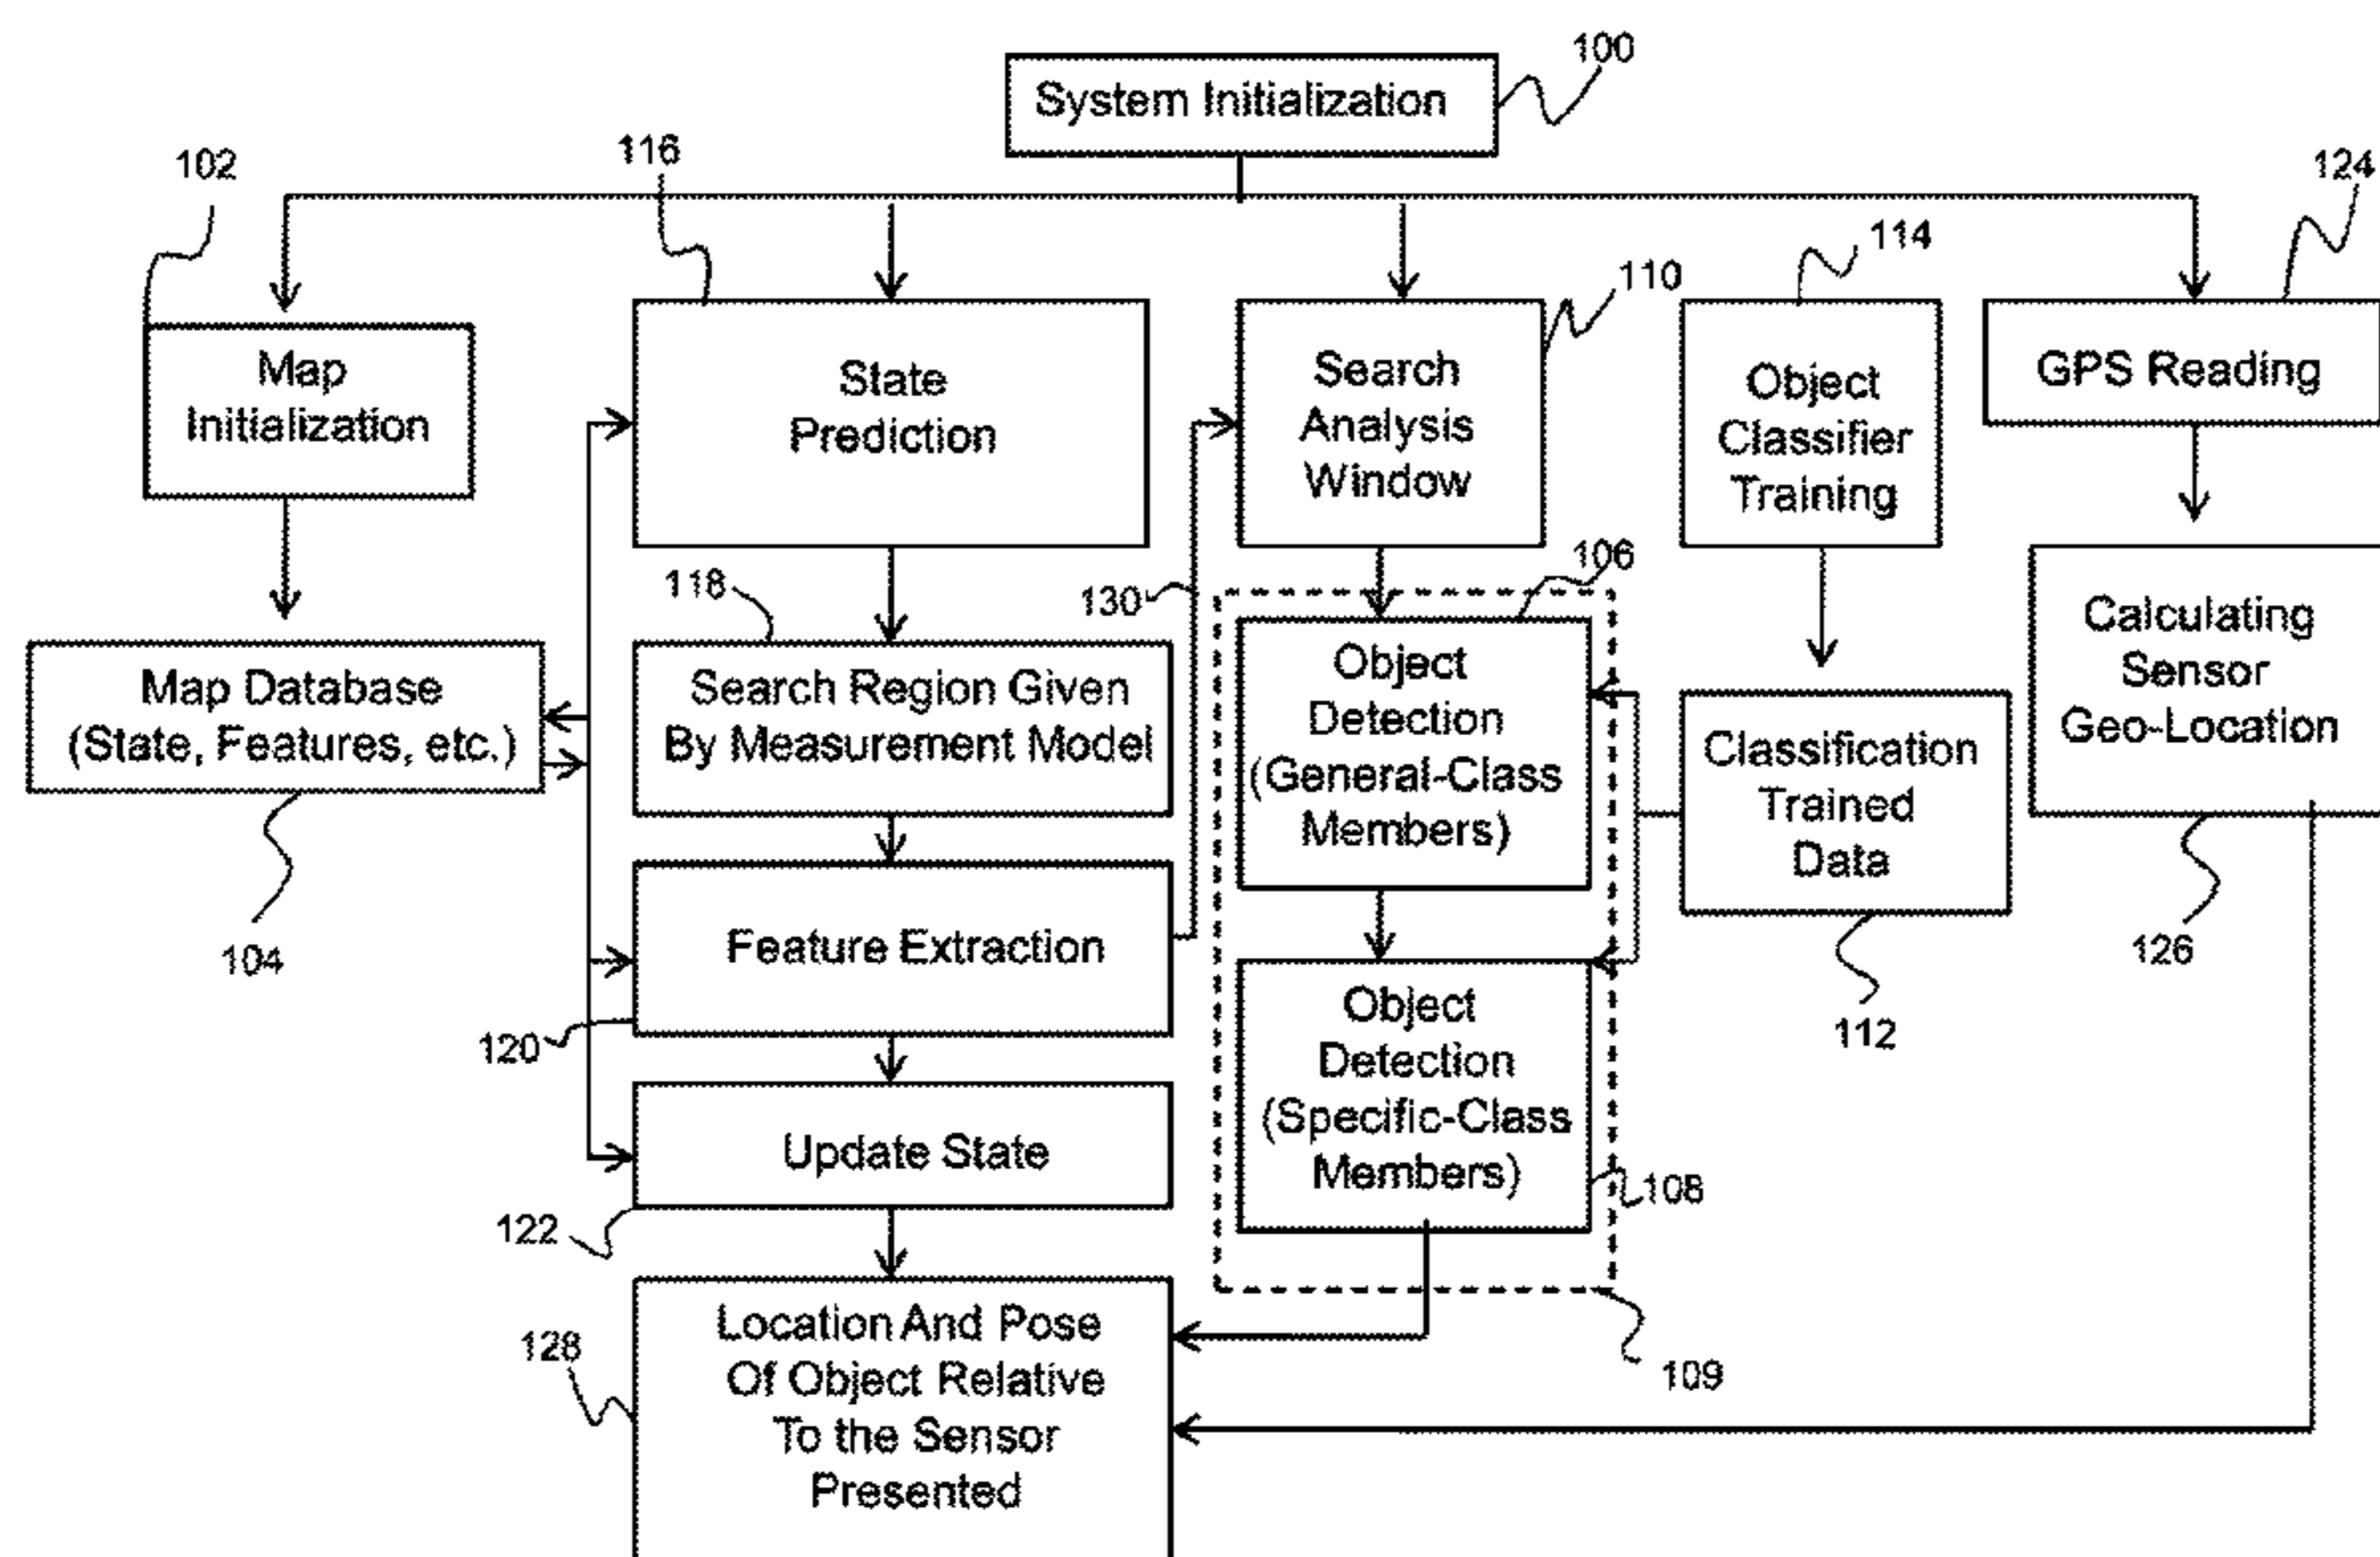 100
System Initialization
102
116
124
114
110
Map
Initialization
State
Prediction
Search
Analysis
Window
Object
Classifier
Training
GPS Reading
118
130
106
Map Database
(State, Features, etc.)
Search Region Given
By Measurement Model
Object
Detection
(General-Class
Members)
Classification
Trained
Data
Calculating
Sensor
Geo-Location
104
Feature Extraction
120
112
126
Object
Detection
(Specific-Class
Members)
108
Update State
122
109
128
Location And Pose
Of Object Relative
To the Sensor
Presented